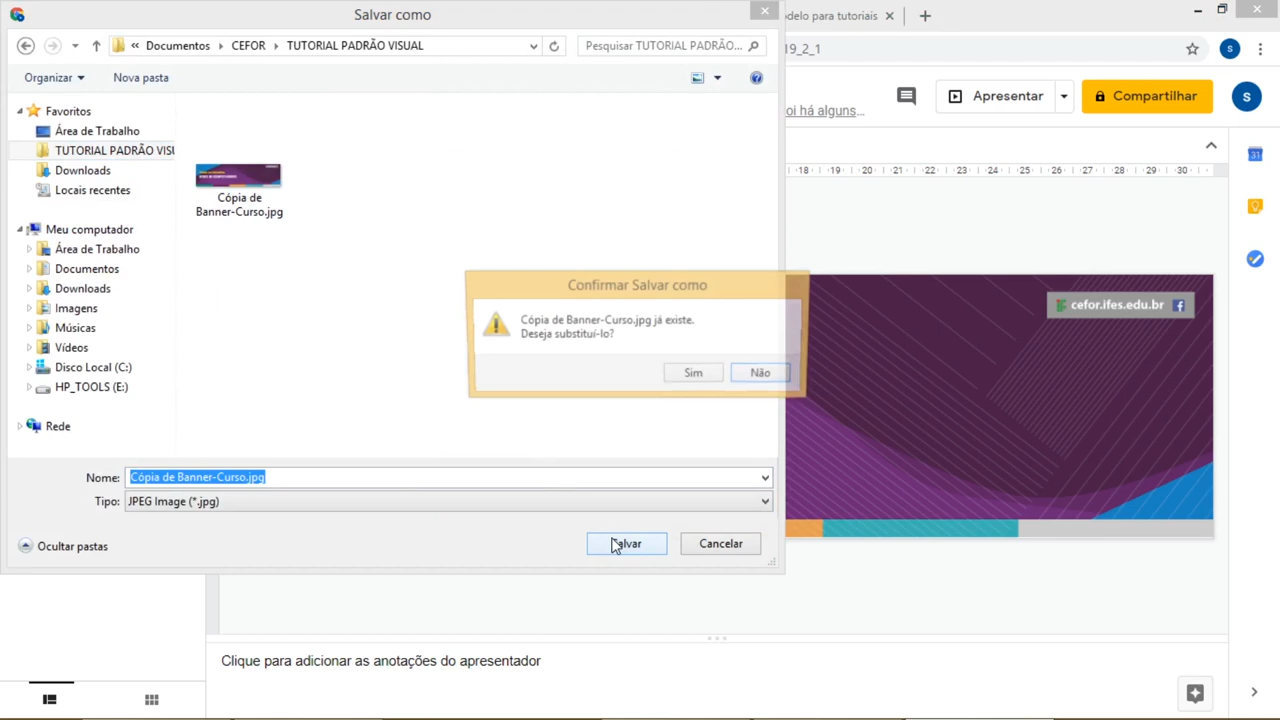 Salvar como
delo para tutoriais
« Documentos CEFOR TUTORIAL PADRÃO VISUAL
Pesquisar TUTORIAL PADRÃO...
19_2_1
S
Organizar
Nova pasta
oi há alguns...
Apresentar
Compartilhar
S
Favoritos
Área de Trabalho
TUTORIAL PADRÃO VISU
Downloads
Locais recentes
Cópia de
Banner-Curso.jpg
18 19 20 21 22 23 24 25 26 27 28 29 30
31
Meu computador
Área de Trabalho
Documentos
Downloads
Imagens
Músicas
Vídeos
Disco Local (C:)
HP_TOOLS (E:)
Rede
Confirmar Salvar como
Cópia de Banner-Curso.jpg já existe.
Deseja substituí-lo?
Sim
Não
cefor.ifes.edu.br
Nome: Cópia de Banner-Curso.jpg
Tipo: JPEG Image (*.jpg)
Ocultar pastas
Salvar
Cancelar
Clique para adicionar as anotações do apresentador